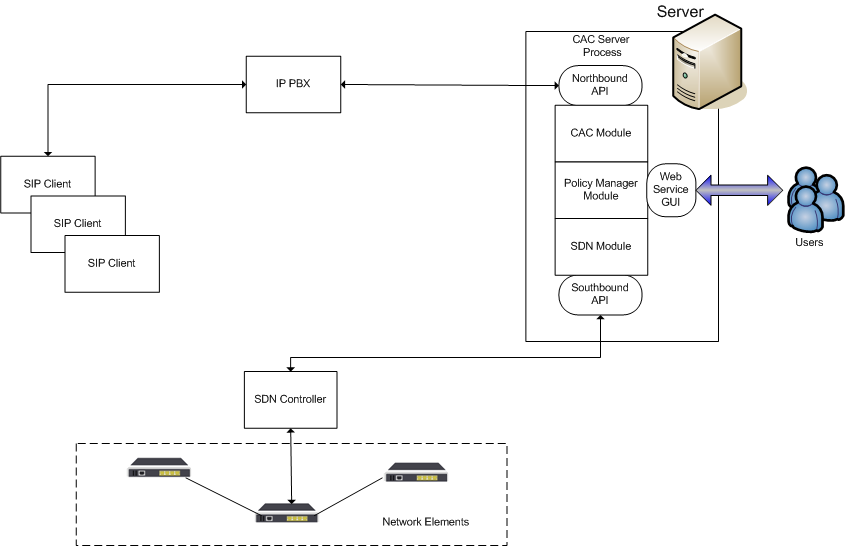 Server
CAC Server
Process
IP PBX
Northbound
API
CAC Module
SIP Client
SIP Client
SIP Client
Policy Manager
Module
Web
Service
GUI
Users
SDN Module
Southbound
API
SDN Controller
Network Elements